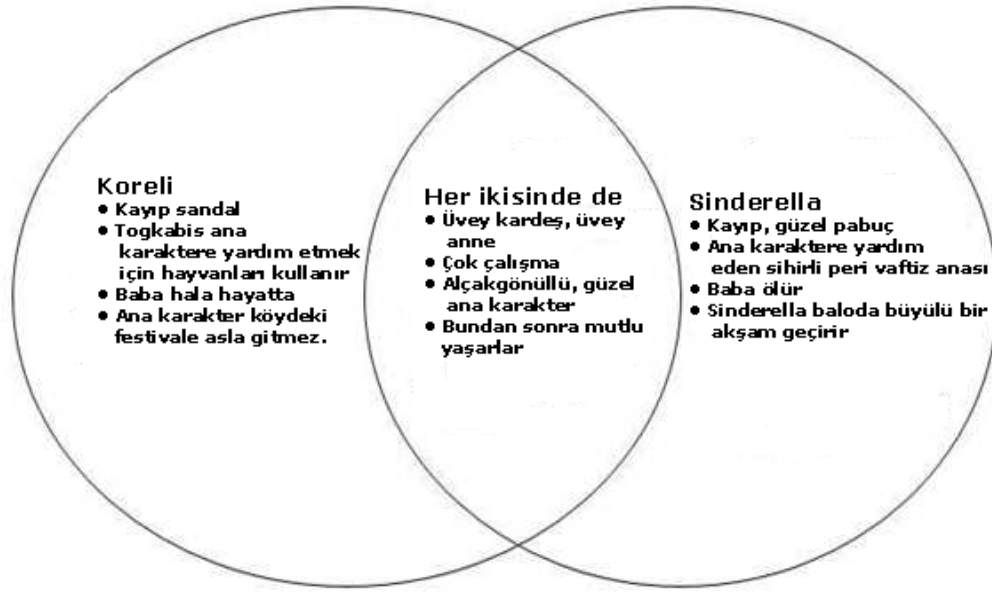 Koreli
● Kayıp sandal
● Togkabis ana
karaktere yardım etmek
için hayvanları kullanır
● Baba hala hayatta
● Ana karakter köydeki
festivale asla gitmez.
Her ikisinde de
● Üvey kardeş, üvey
anne
● Çok çalışma
● Alçakgönüllü, güzel
ana karakter
● Bundan sonra mutlu
yaşarlar
Sinderella
● Kayıp, güzel pabuç
● Ana karaktere yardım
eden sihirli peri vaftiz anası
● Baba ölür
● Sinderella baloda büyülü bir
akşam geçirir